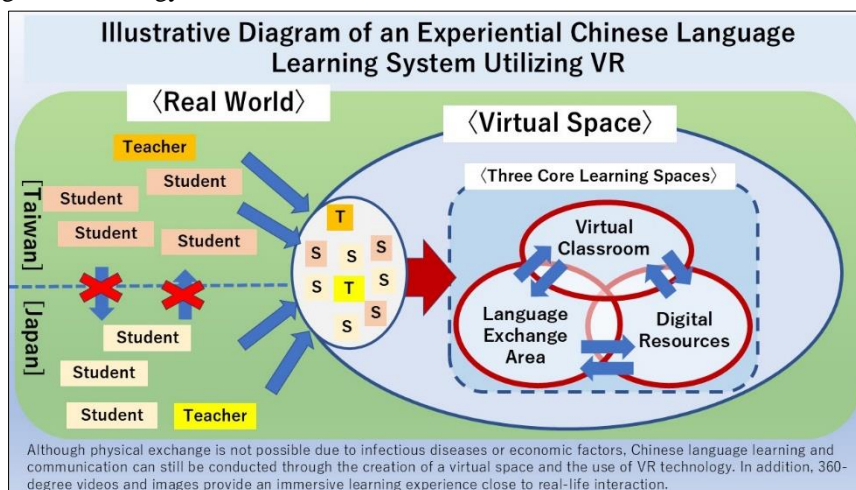 Illustrative Diagram of an Experiential Chinese Language
Learning System Utilizing VR
〈Real World〉
Teacher
Student
Student
Student
Student
[Taiwan]
[Japan]
Student
Student
Student
Teacher
T
S
S
S
S
S
T
S
S
S
〈Virtual Space〉
〈Three Core Learning Spaces〉
Virtual
Classroom
Language
Exchange
Area
Digital
Resources
Although physical exchange is not possible due to infectious diseases or economic factors, Chinese language learning and
communication can still be conducted through the creation of a virtual space and the use of VR technology. In addition, 360-
degree videos and images provide an immersive learning experience close to real-life interaction.